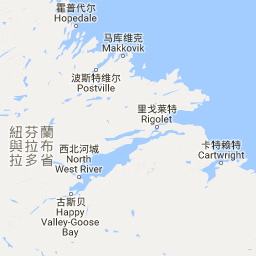 霍普代尔
Hopedale
马库维克
Makkovik
波斯特维尔
Postville
里戈莱特
Rigolet
紐芬蘭
與拉布
拉多省
卡特賴特
Cartwright
西北河城
North
West River
古斯贝
Happy
Valley-Goose
Bay